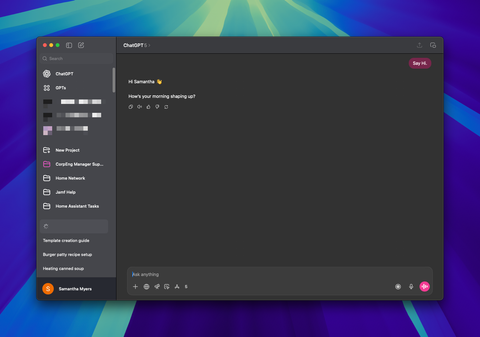 ChatGPT 5 >
Search
ChatGPT
GPTs
New Project
CorpEng Manager Sup...
Home Network
Jamf Help
Home Assistant Tasks
Template creation guide
Burger patty recipe setup
Heating canned soup
S
Samantha Myers
Say Hi.
Hi Samantha 👋
How's your morning shaping up?
Ask anything